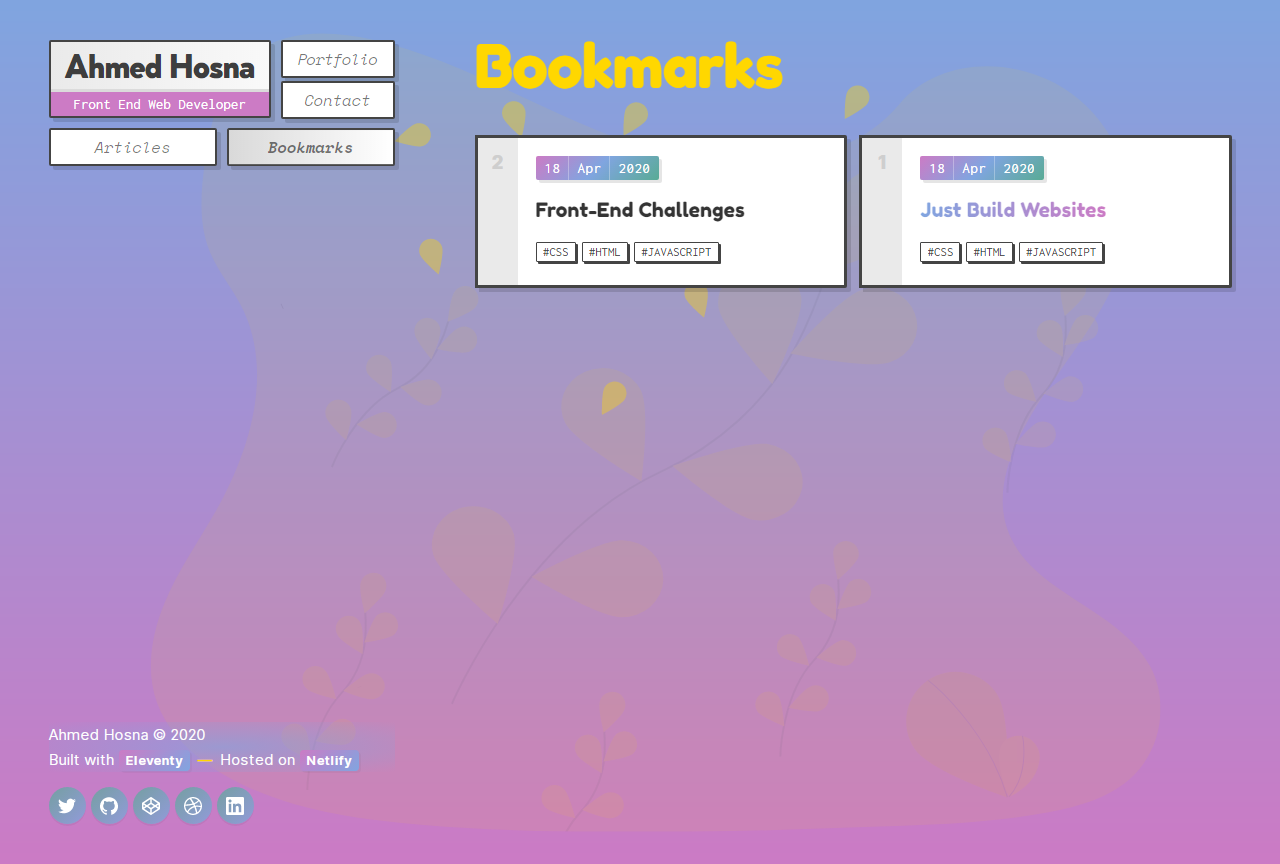 Ahmed Hosna
Front End Web Developer
Portfolio
Contact
Articles
Bookmarks
Bookmarks
2
18 Apr 2020
Front-End Challenges
#CSS #HTML #JAVASCRIPT
1
18 Apr 2020
Just Build Websites
#CSS #HTML #JAVASCRIPT
Ahmed Hosna © 2020
Built with Eleventy — Hosted on Netlify